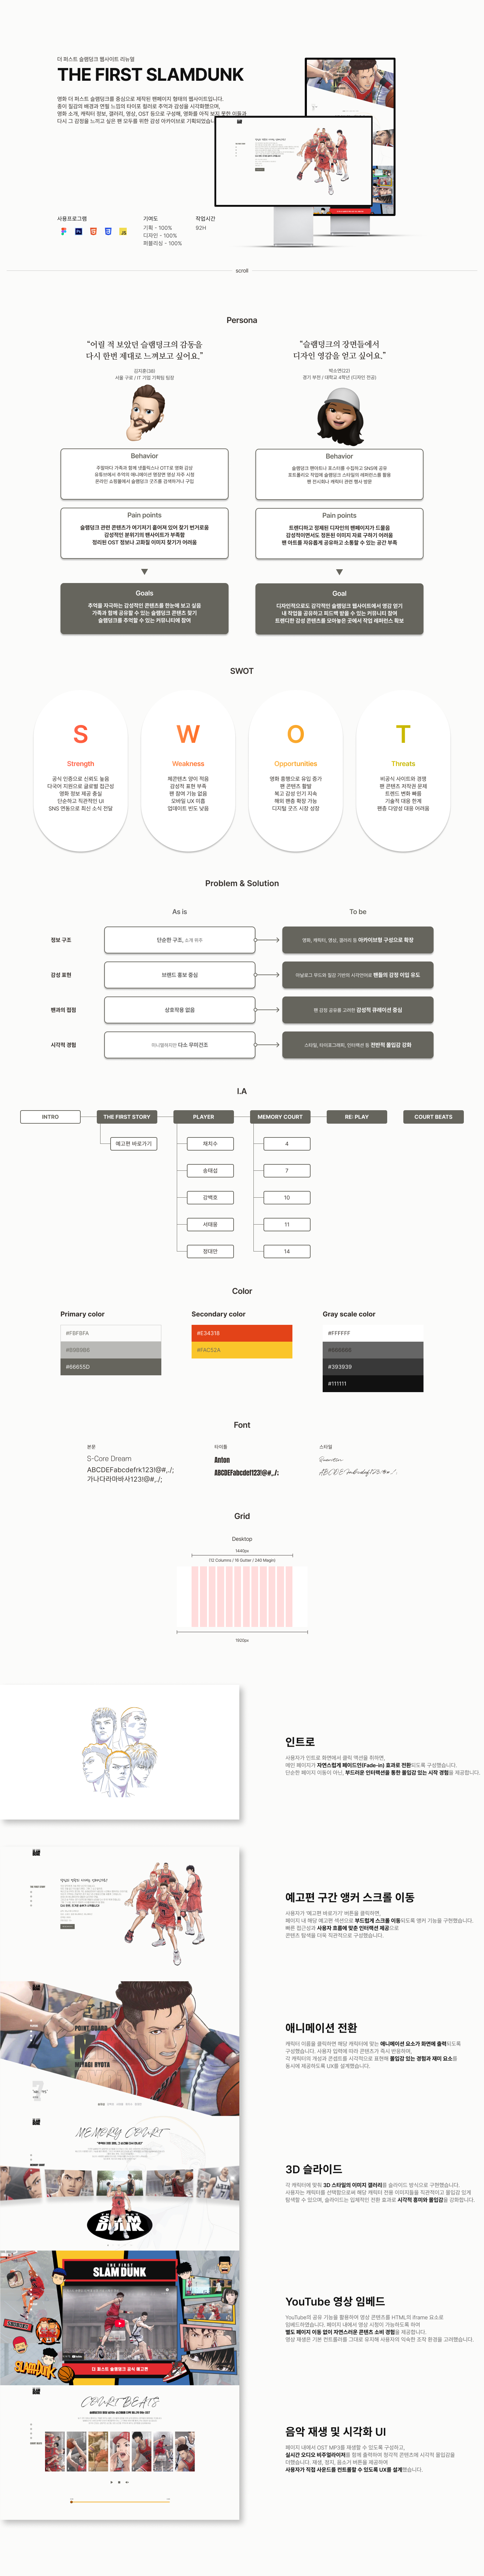 더 퍼스트 슬램덩크 웹사이트 리뉴얼
THE FIRST SLAMDUNK
영화 더 퍼스트 슬램덩크를 중심으로 제작된 팬페이지 형태의 웹사이트입니다.
종이 질감의 배경과 연필 느낌의 타이포 컬러로 추억과 감성을 시각화했으며,
영화 소개, 캐릭터 정보, 갤러리, 영상, OST 등으로 구성해, 영화를 아직 보지 못한 이들과
다시 그 감정을 느끼고 싶은 팬 모두를 위한 감성 아카이브로 기획되었습니다.
사용프로그램
기여도
작업시간
기획 - 100%
디자인 - 100%
퍼블리싱 - 100%
92H
scroll
Persona
“어릴 적 보았던 슬램덩크의 감동을
다시 한번 제대로 느껴보고 싶어요.”
김지훈(36)
서울 구로 / IT 기업 기획팀 팀장
“슬램덩크의 장면들에서
디자인 영감을 얻고 싶어요.”
박소연(22)
경기 부천 / 대학교 4학년 (디자인 전공)
Behavior
주말마다 가족과 함께 넷플릭스나 OTT로 영화 감상
유튜브에서 추억의 애니메이션 명장면 영상 자주 시청
온라인 쇼핑몰에서 슬램덩크 굿즈를 검색하거나 구입
Behavior
슬램덩크 팬아트나 포스터를 수집하고 SNS에 공유
포트폴리오 작업에 슬램덩크 스타일의 레퍼런스를 활용
팬 전시회나 캐릭터 관련 행사 방문
Pain points
슬램덩크 관련 콘텐츠가 여기저기 흩어져 있어 찾기 번거로움
감성적인 분위기의 팬사이트가 부족함
정리된 OST 정보나 고화질 이미지 찾기가 어려움
Pain points
트렌디하고 정제된 디자인의 팬페이지가 드물음
감성적이면서도 정돈된 이미지 자료 구하기 어려움
팬 아트를 자유롭게 공유하고 소통할 수 있는 공간 부족
Goals
추억을 자극하는 감성적인 콘텐츠를 한눈에 보고 싶음
가족과 함께 공유할 수 있는 슬램덩크 콘텐츠 찾기
슬램덩크를 추억할 수 있는 커뮤니티에 참여
Goal
디자인적으로도 감각적인 슬램덩크 웹사이트에서 영감 얻기
내 작업을 공유하고 피드백 받을 수 있는 커뮤니티 참여
트렌디한 감성 콘텐츠를 모아놓은 곳에서 작업 레퍼런스 확보
SWOT
S
Strength
공식 인증으로 신뢰도 높음
다국어 지원으로 글로벌 접근성
영화 정보 제공 충실
단순하고 직관적인 UI
SNS 연동으로 최신 소식 전달
W
Weakness
체콘텐츠 양이 적음
감성적 표현 부족
팬 참여 기능 없음
모바일 UX 미흡
업데이트 빈도 낮음
O
Opportunities
영화 흥행으로 유입 증가
팬 콘텐츠 활발
복고 감성 인기 지속
해외 팬층 확장 가능
디지털 굿즈 시장 성장
T
Threats
비공식 사이트와 경쟁
팬 콘텐츠 저작권 문제
트렌드 변화 빠름
기술적 대응 한계
팬층 다양성 대응 어려움
Problem & Solution
As is
To be
정보 구조
단순한 구조, 소개 위주
영화, 캐릭터, 영상, 갤러리 등 아카이브형 구성으로 확장
감성 표현
브랜드 홍보 중심
아날로그 무드와 질감 기반의 시각언어로 팬들의 감정 이입 유도
팬과의 접점
상호작용 없음
팬 감정 공유를 고려한 감성적 큐레이션 중심
시각적 경험
미니멀하지만 다소 무미건조
스타일, 타이포그래피, 인터랙션 등 전반적 몰입감 강화
I.A
INTRO
THE FIRST STORY
PLAYER
MEMORY COURT
RE: PLAY
COURT BEATS
예고편 바로가기
채치수
4
송태섭
7
강백호
10
서태웅
11
정대만
14
Color
Primary color
Secondary color
Gray scale color
#FBFBFA
#E34318
#FFFFFF
#FAC52A
#66655D
#393939
#111111
Font
본문
타이틀
스타일
S-Core Dream
Anton
ABCDEFabcdefrk123!@#,./;
ABCDEFabcdef123!@#,./;
가나다라마바사123!@#,./;
Grid
Desktop
1440px
(12 Columns / 16 Gutter / 240 Magin)
1920px
인트로
사용자가 인트로 화면에서 클릭 액션을 취하면,
메인 페이지가 자연스럽게 페이드인(Fade-in) 효과로 전환되도록 구성했습니다.
단순한 페이지 이동이 아닌, 부드러운 인터랙션을 통한 몰입감 있는 시작 경험을 제공합니다.
예고편 구간 앵커 스크롤 이동
사용자가 '예고편 바로가기' 버튼을 클릭하면,
페이지 내 해당 예고편 섹션으로 부드럽게 스크롤 이동되도록 앵커 기능을 구현했습니다.
빠른 접근성과 사용자 흐름에 맞춘 인터랙션 제공으로
콘텐츠 탐색을 더욱 직관적으로 구성했습니다.
POINT GUARD
MIYAGI RYOTA
애니메이션 전환
캐릭터 이름을 클릭하면 해당 캐릭터에 맞는 애니메이션 요소가 화면에 출력되도록
구성했습니다. 사용자 입력에 따라 콘텐츠가 즉시 반응하며,
각 캐릭터의 개성과 콘셉트를 시각적으로 표현해 몰입감 있는 경험과 재미 요소를
동시에 제공하도록 UX를 설계했습니다.
MEMORY COURT
SLAM DUNK
3D 슬라이드
각 캐릭터에 맞춰 3D 스타일의 이미지 갤러리를 슬라이드 방식으로 구현했습니다.
사용자는 캐릭터를 선택함으로써 해당 캐릭터 전용 이미지들을 직관적이고 몰입감 있게
탐색할 수 있으며, 슬라이드는 입체적인 전환 효과로 시각적 흥미와 몰입감을 강화합니다.
THE FIRST
SLAM DUNK
더 퍼스트 슬램덩크 공식 예고편
YouTube 영상 임베드
YouTube의 공유 기능을 활용하여 영상 콘텐츠를 HTML의 iframe 요소로
임베드하였습니다. 페이지 내에서 영상 시청이 가능하도록 하여
별도 페이지 이동 없이 자연스러운 콘텐츠 소비 경험을 제공합니다.
영상 재생은 기본 컨트롤러를 그대로 유지해 사용자의 익숙한 조작 환경을 고려했습니다.
COURT BEATS
음악 재생 및 시각화 UI
페이지 내에서 OST MP3를 재생할 수 있도록 구성하고,
실시간 오디오 비주얼라이저를 함께 출력하여 청각적 콘텐츠에 시각적 몰입감을
더했습니다. 재생, 정지, 음소거 버튼을 제공하여
사용자가 직접 사운드를 컨트롤할 수 있도록 UX를 설계했습니다.